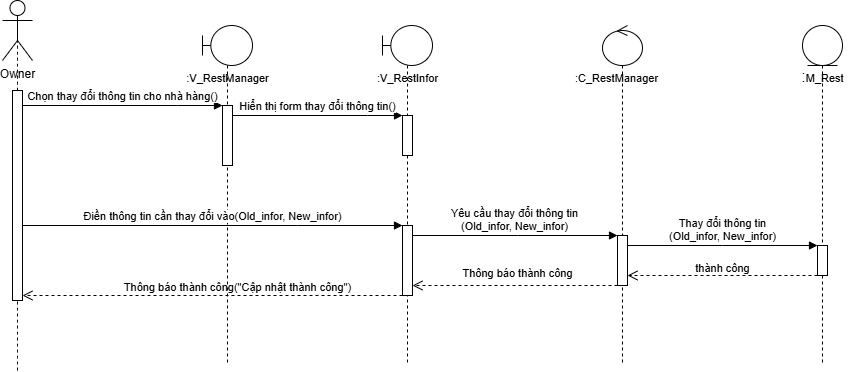 Owner
:V_RestManager
:V_RestInfor
:C_RestManager
:M_Rest
Chọn thay đổi thông tin cho nhà hàng()
Hiển thị form thay đổi thông tin()
Điền thông tin cần thay đổi vào(Old_infor, New_infor)
Yêu cầu thay đổi thông tin
(Old_infor, New_infor)
Thay đổi thông tin
(Old_infor, New_infor)
thành công
Thông báo thành công
Thông báo thành công("Cập nhật thành công")